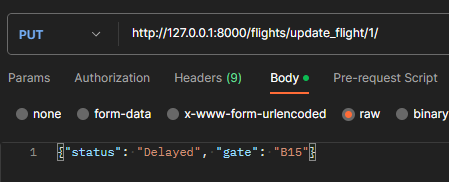 PUT http://127.0.0.1:8000/flights/update_flight/1/
Params Authorization Headers (9) Body Pre-request Script
none form-data x-www-form-urlencoded raw binary
1 {"status": "Delayed", "gate": "B15"}